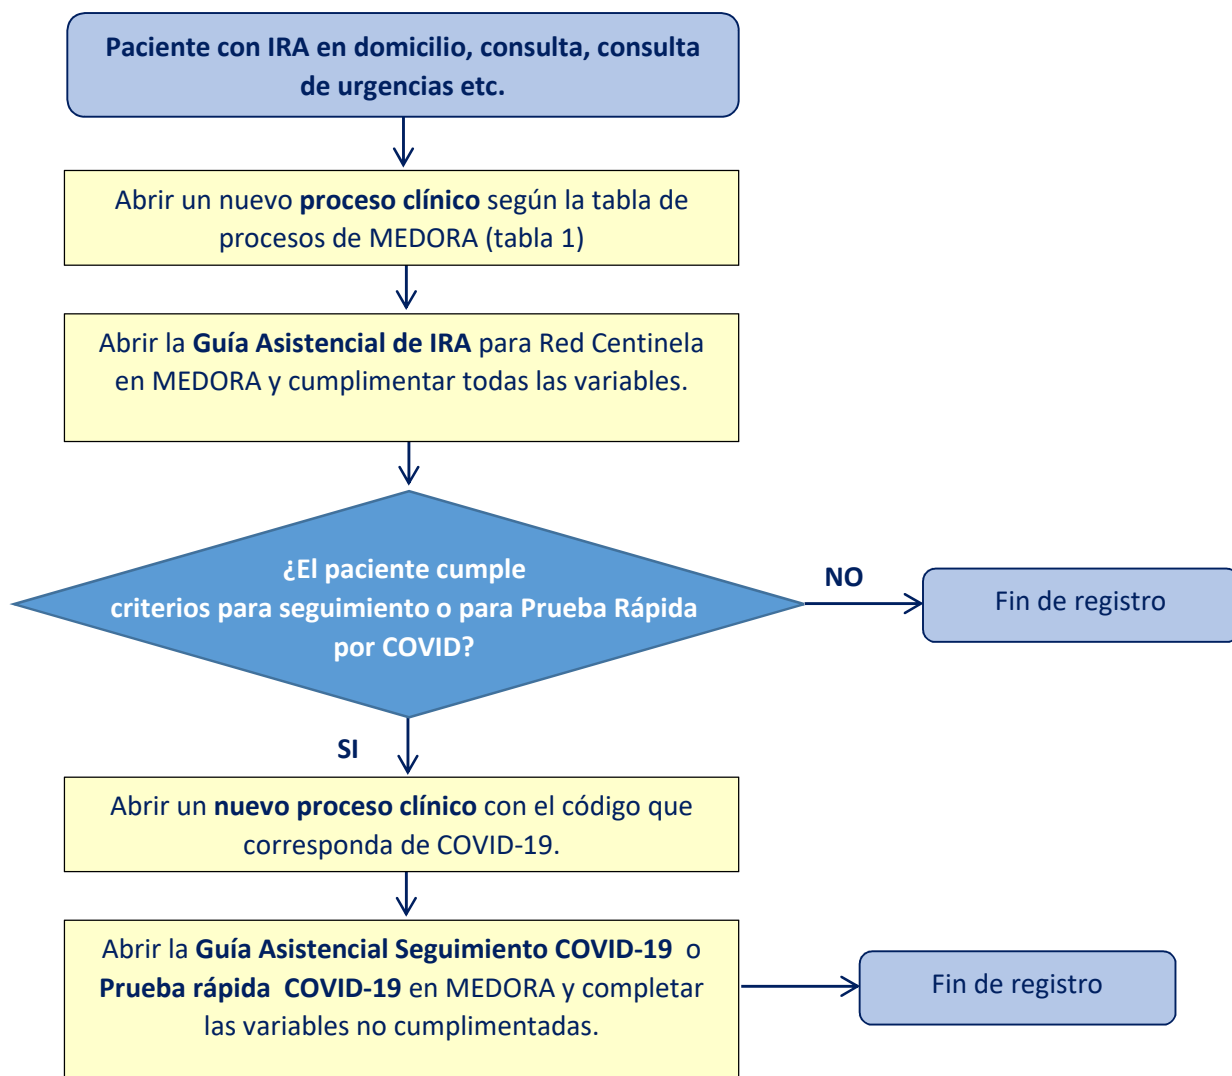 Paciente con IRA en domicilio, consulta, consulta
de urgencias etc.
Abrir un nuevo proceso clínico según la tabla de
procesos de MEDORA (tabla 1)
Abrir la Guía Asistencial de IRA para Red Centinela
en MEDORA y cumplimentar todas las variables.
¿El paciente cumple
criterios para seguimiento o para Prueba Rápida
por COVID?
NO
Fin de registro
SI
Abrir un nuevo proceso clínico con el código que
corresponda de COVID-19.
Abrir la Guía Asistencial Seguimiento COVID-19 o
Prueba rápida COVID-19 en MEDORA y completar
las variables no cumplimentadas.
Fin de registro